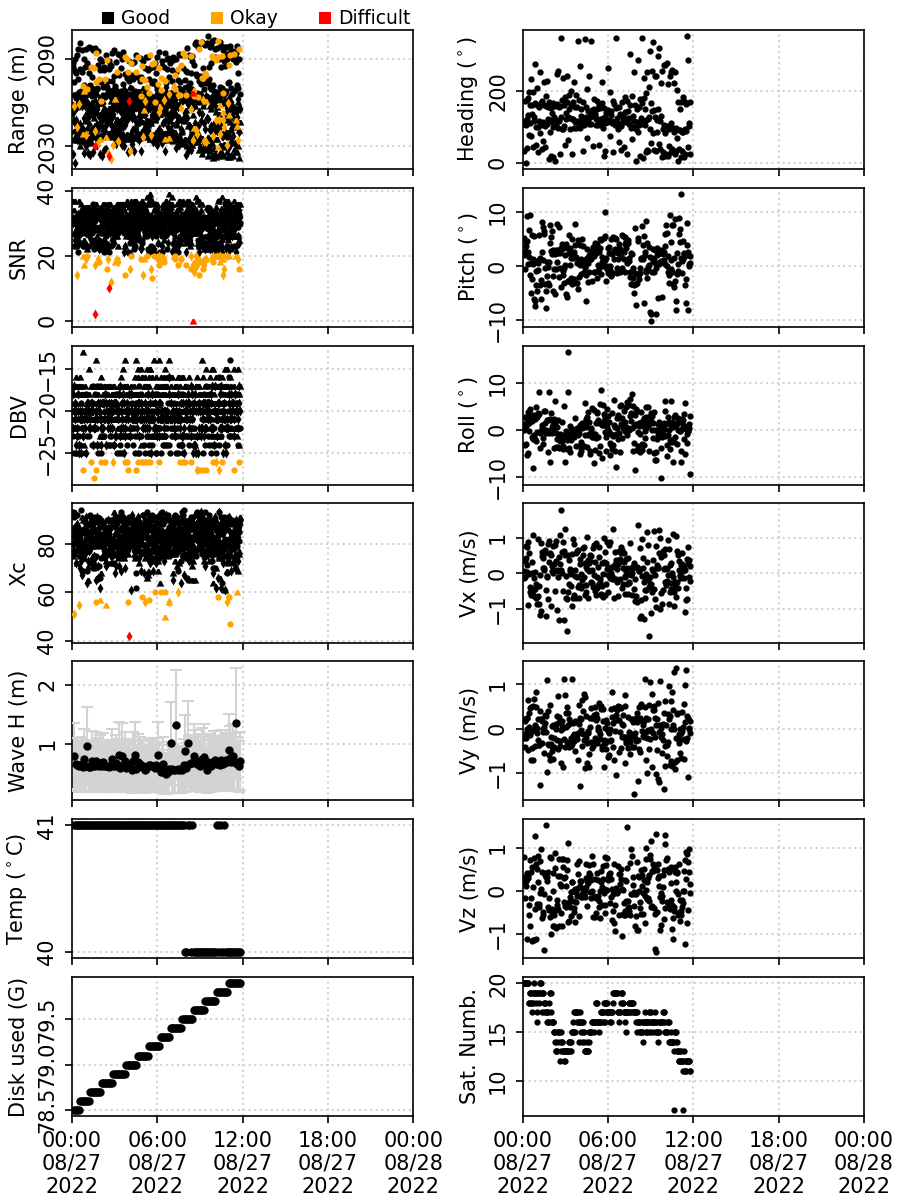 Good Okay Difficult
Range (m)
2090
2030
Heading (°)
200
0
SNR
40
20
0
Pitch (°)
10
0
−10
DBV
−15
−20
−25
Roll (°)
10
0
−10
Xc
80
60
40
Vx (m/s)
1
0
−1
Wave H (m)
2
1
Vy (m/s)
1
0
−1
Temp (°C)
41
40
Vz (m/s)
1
0
−1
Disk used (G)
79.5
79.0
78.5
Sat. Numb.
20
15
10
00:00 06:00 12:00 18:00 00:00
08/27 08/27 08/27 08/27 08/28
2022 2022 2022 2022 2022
00:00 06:00 12:00 18:00 00:00
08/27 08/27 08/27 08/27 08/28
2022 2022 2022 2022 2022